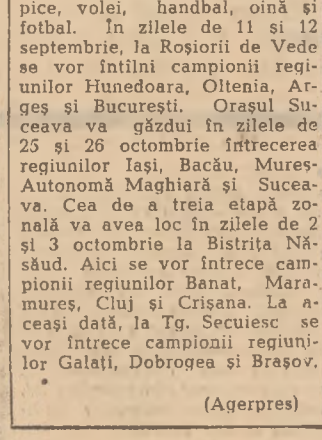 pice, volei, handbal, oină și
fotbal. În zilele de 11 și 12
septembrie, la Roșiorii de Vede
se vor întîlni campionii regi-
unilor Hunedoara, Oltenia, Ar-
geș și București. Orașul Su-
ceava va găzdui în zilele de
25 și 26 octombrie întrecerea
regiunilor Iași, Bacău, Mureș-
Autonomă Maghiară și Sucea-
va. Cea de a treia etapă zo-
nală va avea loc în zilele de 2
și 3 octombrie la Bistrița Nă-
săud. Aici se vor întrece cam-
pionii regiunilor Banat, Mara-
mureș, Cluj și Crișana. La a-
ceași dată, la Tg. Secuiesc se
vor întrece campionii regiuni-
lor Galați, Dobrogea și Brașov.
(Agerpres)